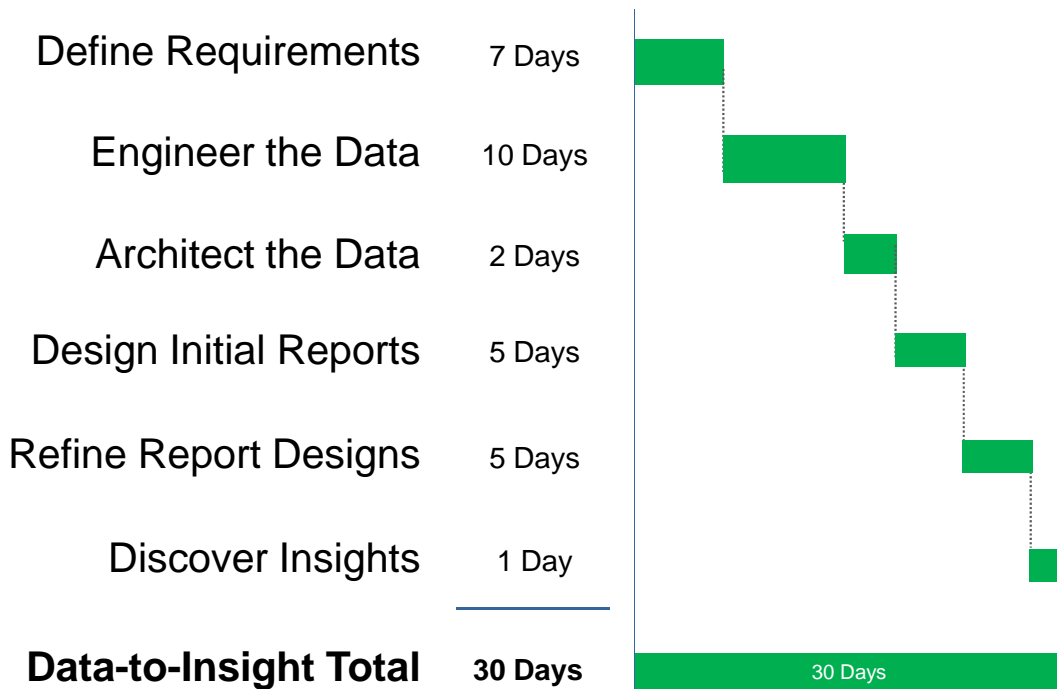 Define Requirements 7 Days
Engineer the Data 10 Days
Architect the Data 2 Days
Design Initial Reports 5 Days
Refine Report Designs 5 Days
Discover Insights 1 Day
Data-to-Insight Total 30 Days 30 Days